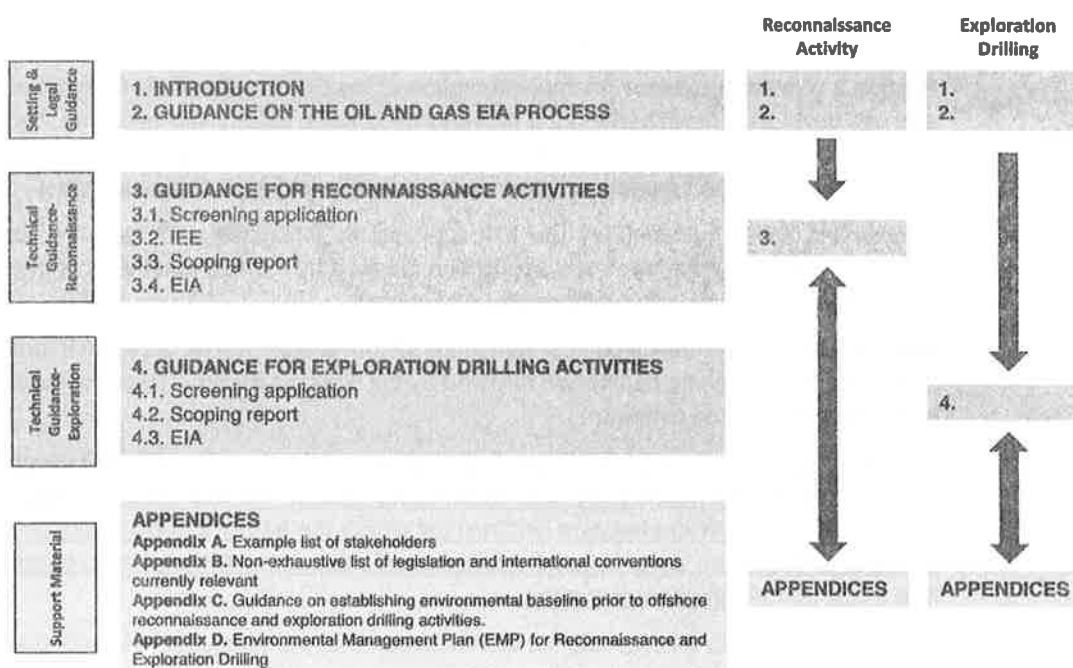 Reconnaissance
Activity
Exploration
Drilling
Setting &
Legal
Guidance
1. INTRODUCTION
2. GUIDANCE ON THE OIL AND GAS EIA PROCESS
1.
2.
1.
2.
Technical
Guidance-
Reconnaissance
3. GUIDANCE FOR RECONNAISSANCE ACTIVITIES
3.1. Screening application
3.2. IEE
3.3. Scoping report
3.4. EIA
3.
Technical
Guidance-
Exploration
4. GUIDANCE FOR EXPLORATION DRILLING ACTIVITIES
4.1. Screening application
4.2. Scoping report
4.3. EIA
4.
Support Material
APPENDICES
Appendix A. Example list of stakeholders
Appendix B. Non-exhaustive list of legislation and international conventions
currently relevant
Appendix C. Guidance on establishing environmental baseline prior to offshore
reconnaissance and exploration drilling activities.
Appendix D. Environmental Management Plan (EMP) for Reconnaissance and
Exploration Drilling
APPENDICES
APPENDICES